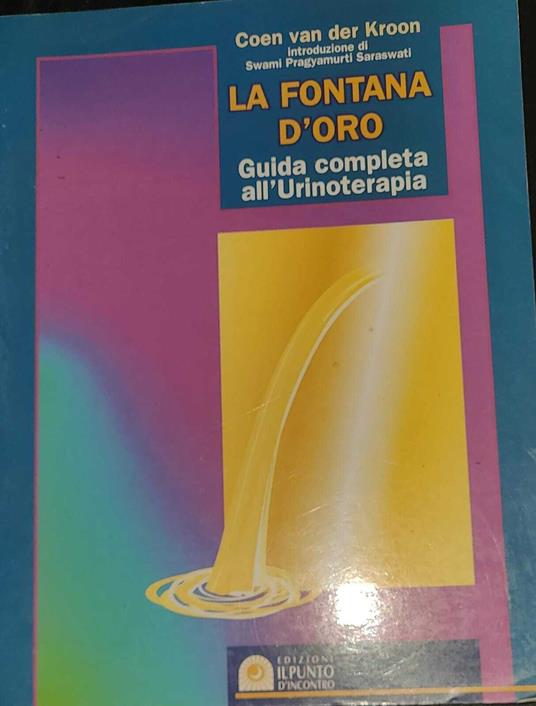 Coen van der Kroon
introduzione di
Swami Pragyamurti Saraswati
LA FONTANA
D'ORO
Guida completa
all'Urinoterapia
EDIZIONI
IL PUNTO
D'INCONTRO